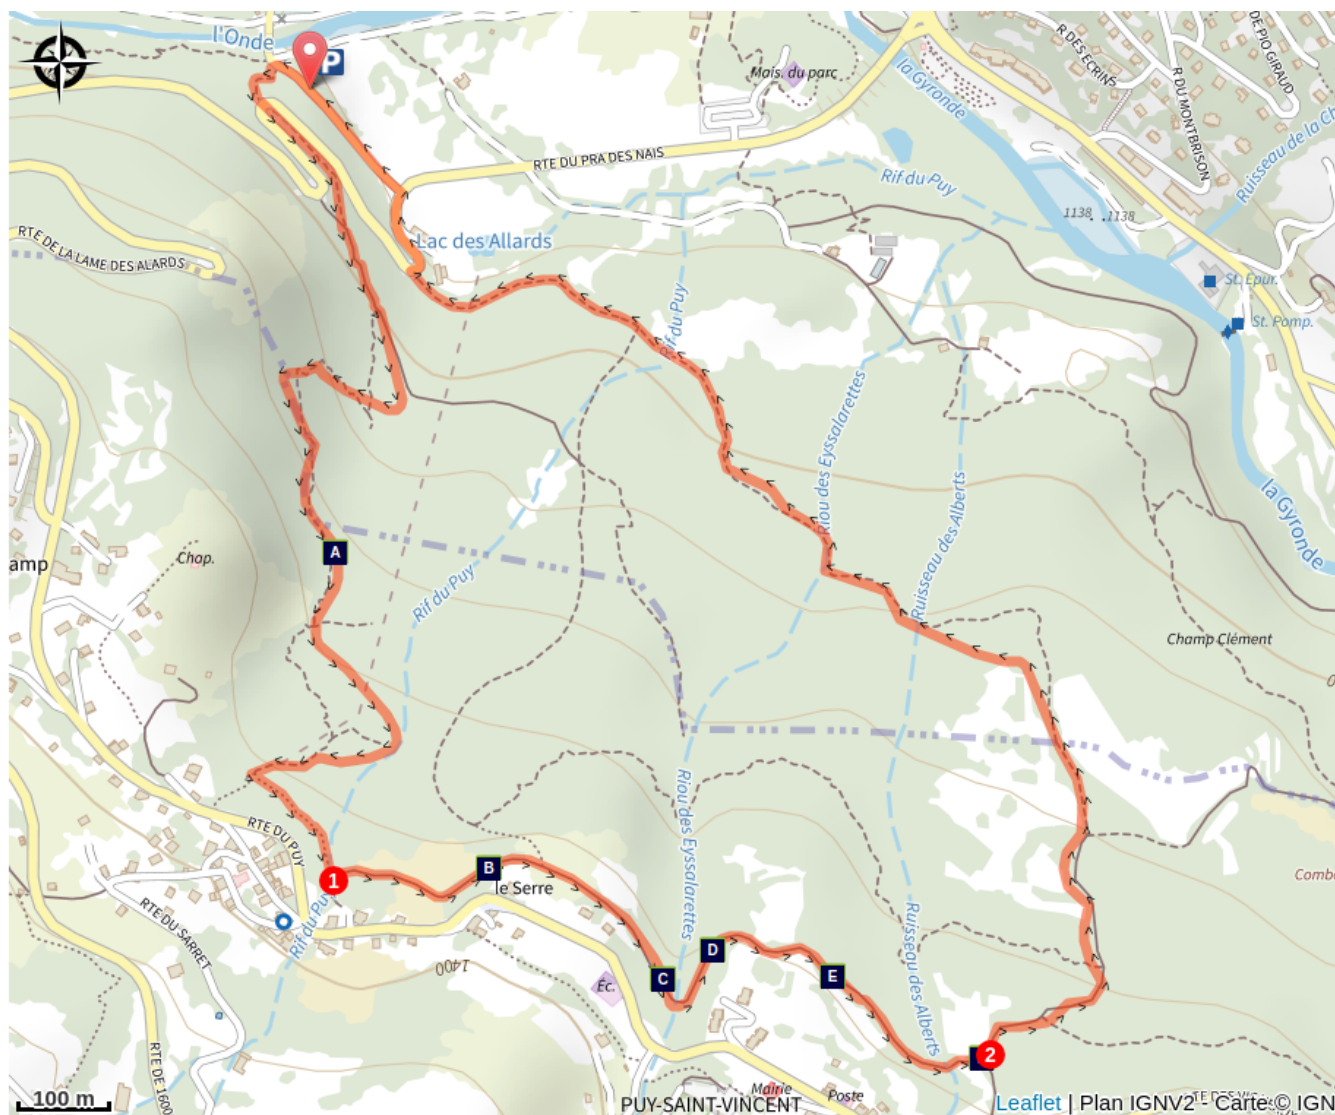 l'Onde
P
Mais. du parc
la Gyronde
R DES ECRINS
DE PIO GIRAUD
R DU MONTBRISON
Ruisseau de la Ch
RTE DU PRA DES NAIS
Rif du Puy
1138
1138
RTE DE LA LAME DES ALARDS
Lac des Allards
St. Épur.
St. Pomp.
Rif du Puy
Riou des Eyssalarettes
Ruisseau des Alberts
la Gyronde
A
Chap.
amp
Rif du Puy
Champ Clément
Riou des Eyssalarettes
RTE DU PUY
1
B
le Serre
Combe
RTE DU SARRET
Rif du Pu
1400
Éc.
C
D
E
Ruisseau des Alberts
2
RTE DE 1600
100 m
PUY-SAINT-VINCENT
Mairie
Poste
Leaflet | Plan IGNV2 - Carte © IGN